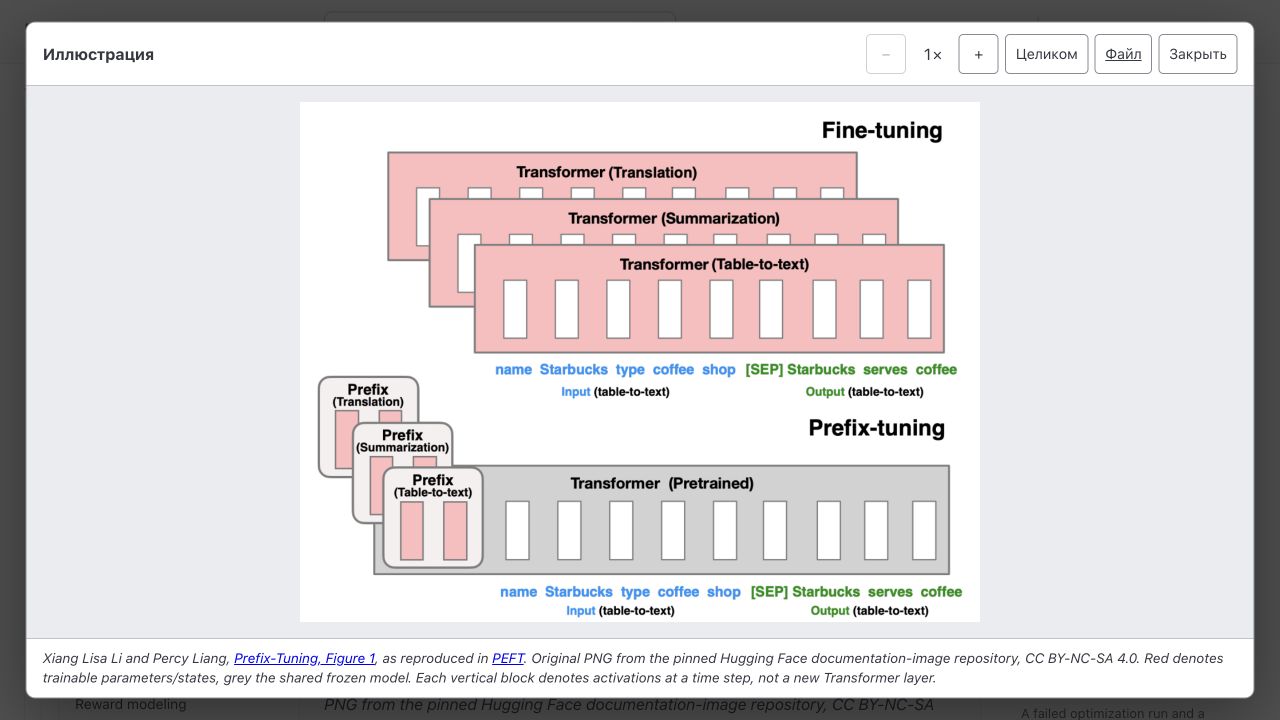 Иллюстрация
−
1×
+
Целиком
Файл
Закрыть
Fine-tuning
Transformer (Translation)
Transformer (Summarization)
Transformer (Table-to-text)
name Starbucks type coffee shop [SEP] Starbucks serves coffee
Input (table-to-text)
Output (table-to-text)
Prefix
(Translation)
Prefix
(Summarization)
Prefix
(Table-to-text)
Prefix-tuning
Transformer (Pretrained)
name Starbucks type coffee shop [SEP] Starbucks serves coffee
Input (table-to-text)
Output (table-to-text)
Xiang Lisa Li and Percy Liang, Prefix-Tuning, Figure 1, as reproduced in PEFT. Original PNG from the pinned Hugging Face documentation-image repository, CC BY-NC-SA 4.0. Red denotes
trainable parameters/states, grey the shared frozen model. Each vertical block denotes activations at a time step, not a new Transformer layer.
Reward modeling
PNG from the pinned Hugging Face documentation-image repository, CC BY-NC-SA
A failed optimization run and a